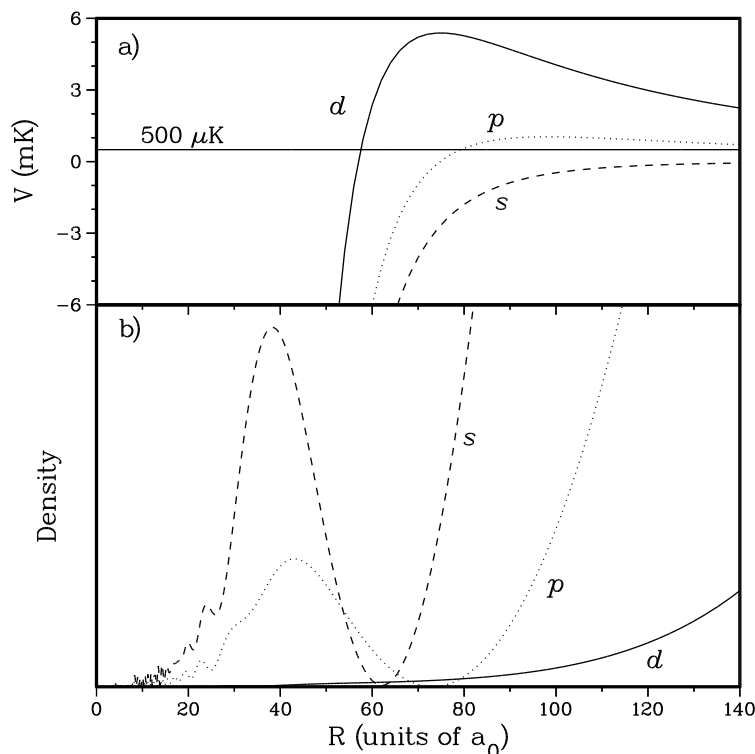 6
a)
3
d
p
500 μK
V (mK)
0
s
-3
-6
b)
s
Density
p
d
0
20
40
60
80
100
120
140
R (units of a₀)